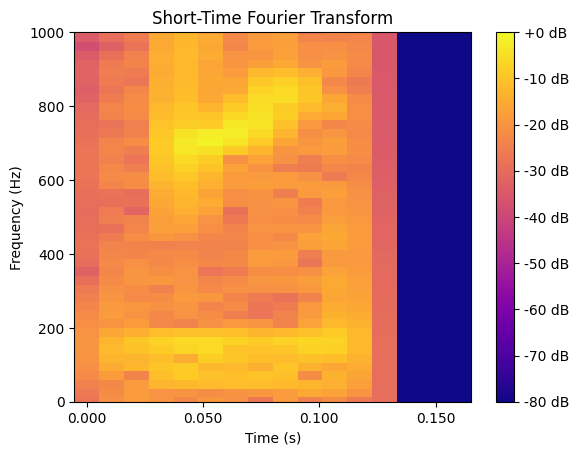 Short-Time Fourier Transform
1000
800
600
400
200
0
Frequency (Hz)
0.000
0.050
0.100
0.150
Time (s)
+0 dB
-10 dB
-20 dB
-30 dB
-40 dB
-50 dB
-60 dB
-70 dB
-80 dB